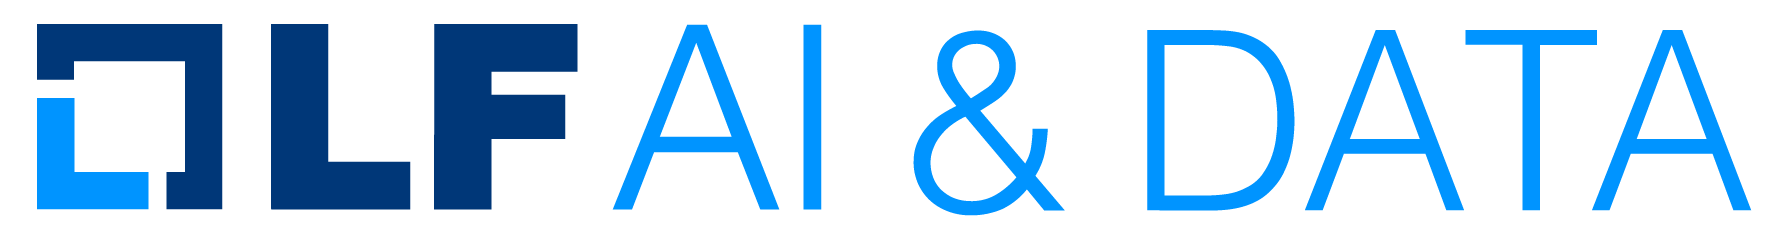 LF AI & DATA